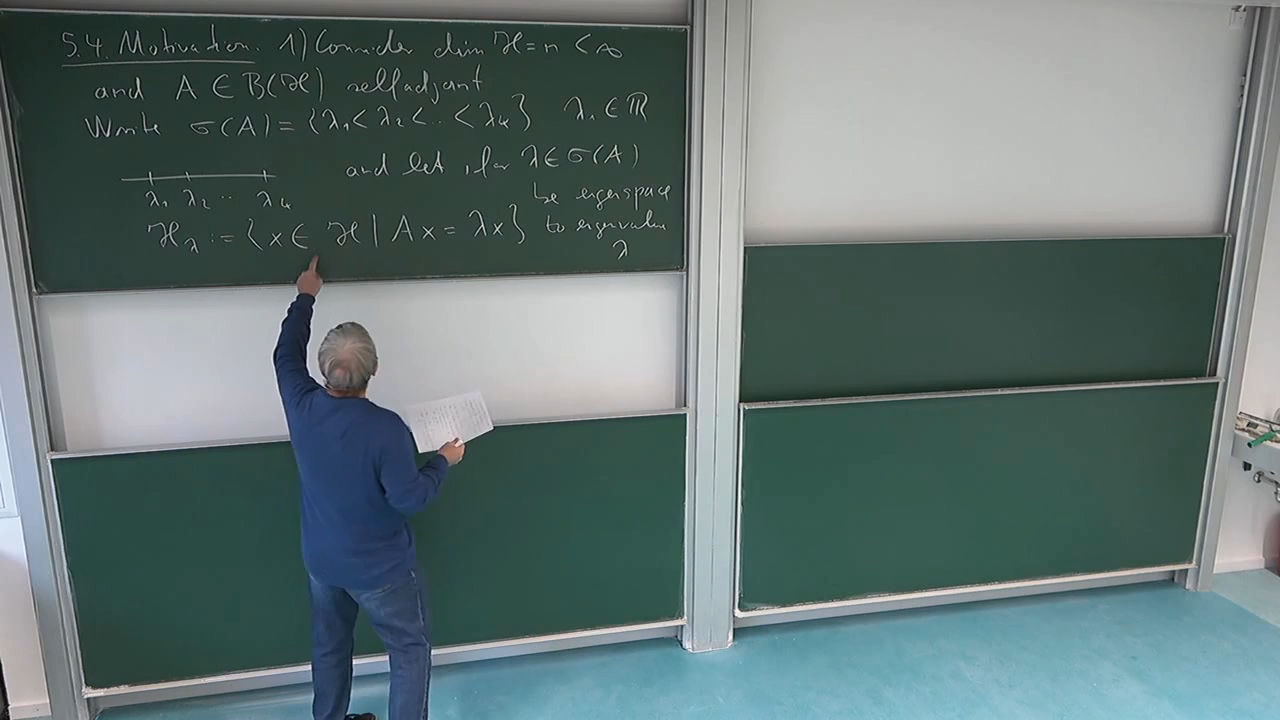 5.4. Motivation. 1) Consider dim ℋ = n < ∞
and A ∈ B(ℋ) selfadjoint
Write σ(A) = {λ₁ < λ₂ < ... < λₖ} λᵢ ∈ ℝ
and let, for λ ∈ σ(A)
λ₁ λ₂ ... λₖ
be eigenspace
ℋ_λ := {x ∈ ℋ | Ax = λx} to eigenvalue
λ